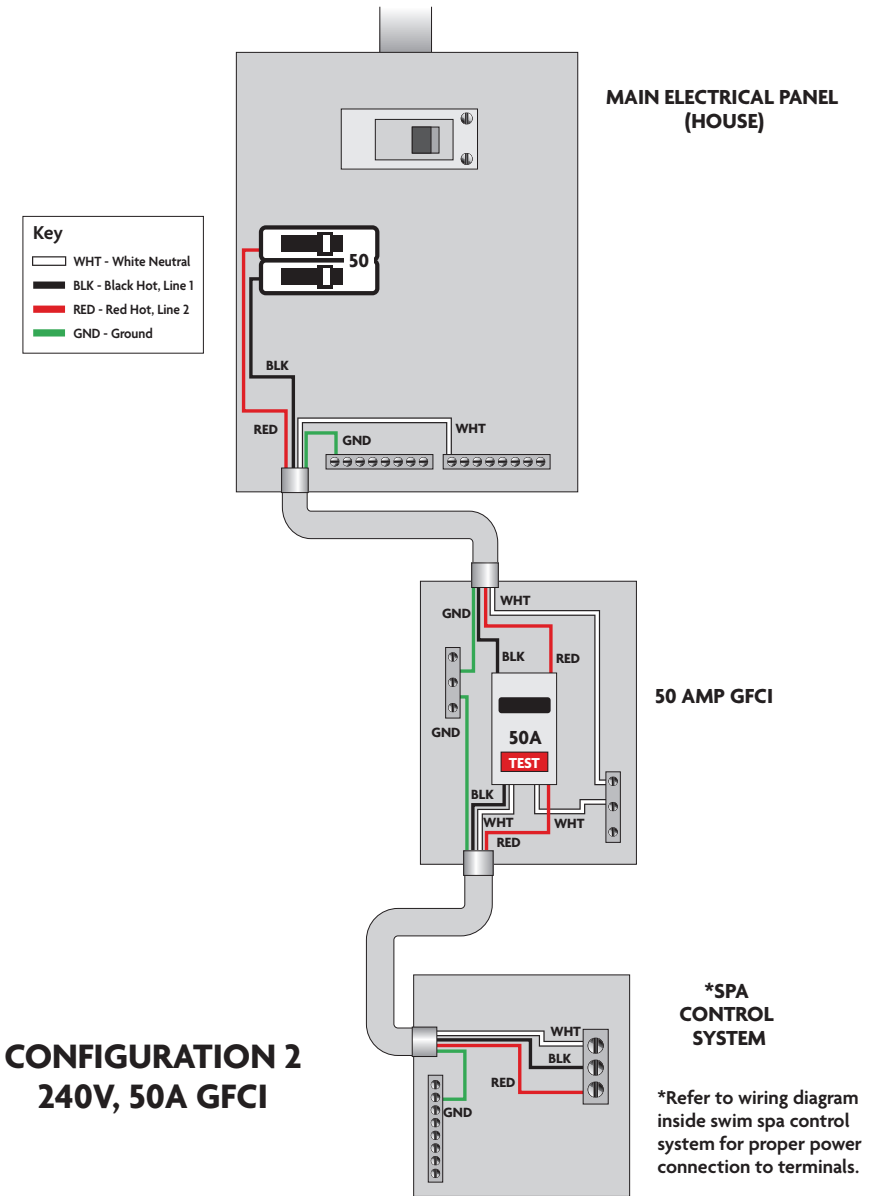 MAIN ELECTRICAL PANEL
(HOUSE)
Key
WHT - White Neutral
BLK - Black Hot, Line 1
RED - Red Hot, Line 2
GND - Ground
50
BLK
RED
GND
WHT
WHT
GND
BLK
RED
50 AMP GFCI
GND
50A
TEST
BLK
WHT
WHT
RED
*SPA
CONTROL
SYSTEM
WHT
BLK
RED
GND
CONFIGURATION 2
240V, 50A GFCI
*Refer to wiring diagram
inside swim spa control
system for proper power
connection to terminals.